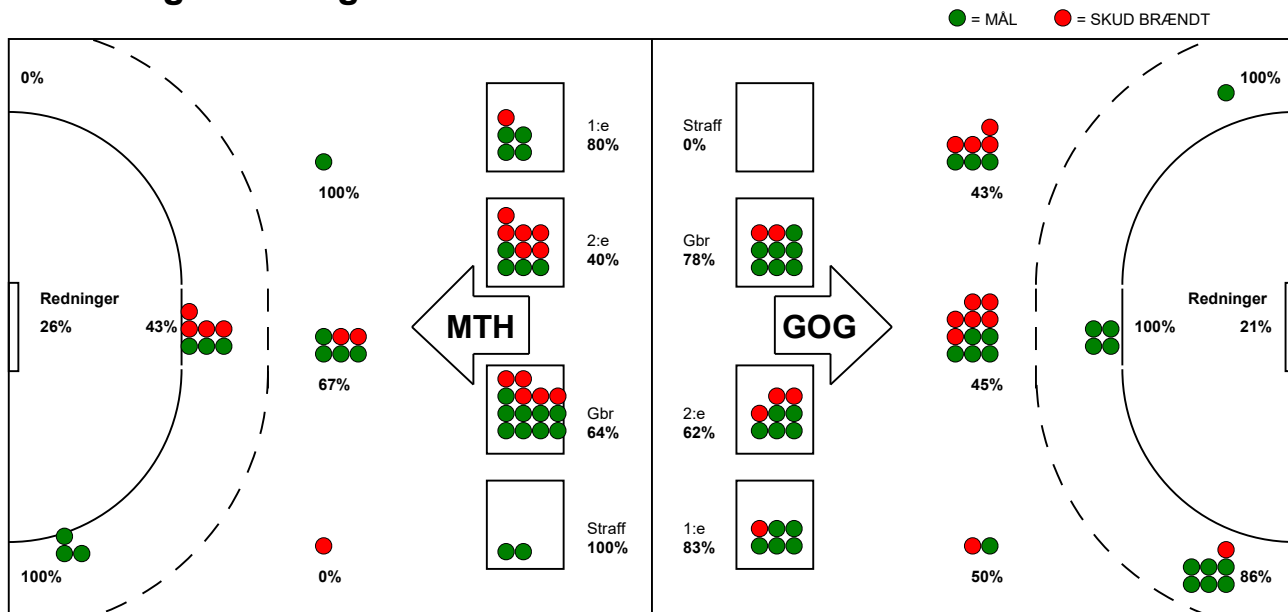 = MÅL
= SKUD BRÆNDT
0%
100%
1:e
80%
Straff
0%
43%
100%
2:e
40%
Gbr
78%
Redninger
26%
43%
67%
MTH
GOG
45%
100%
Redninger
21%
Gbr
64%
2:e
62%
100%
0%
Straff
100%
1:e
83%
50%
86%